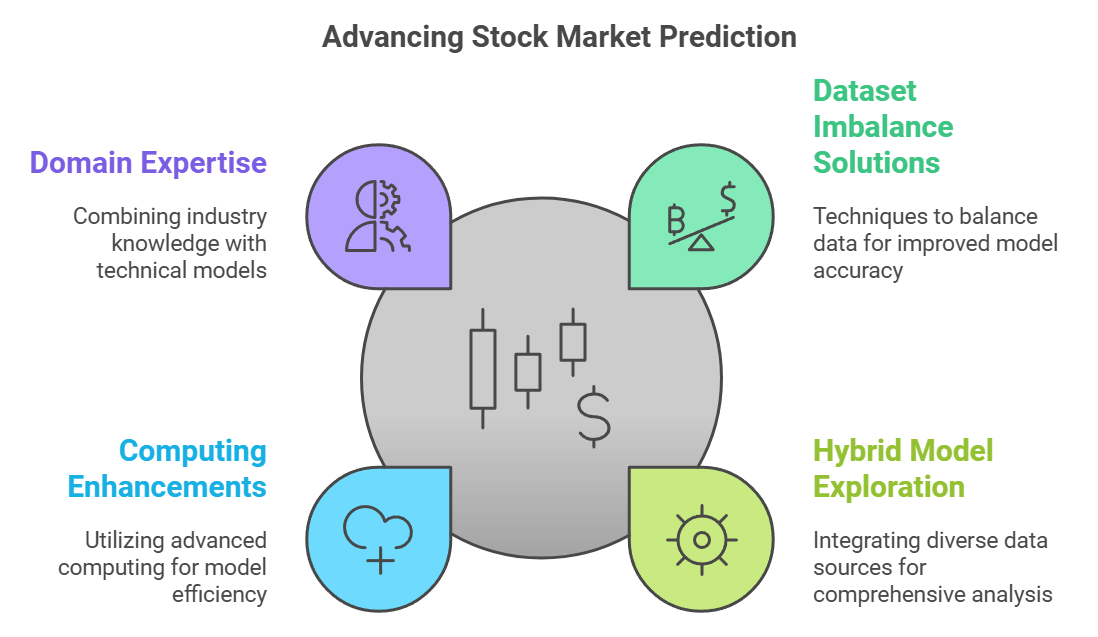 Advancing Stock Market Prediction
Domain Expertise
Combining industry
knowledge with
technical models
Dataset
Imbalance
Solutions
Techniques to balance
data for improved model
accuracy
Computing
Enhancements
Utilizing advanced
computing for model
efficiency
Hybrid Model
Exploration
Integrating diverse data
sources for
comprehensive analysis
B
$
$